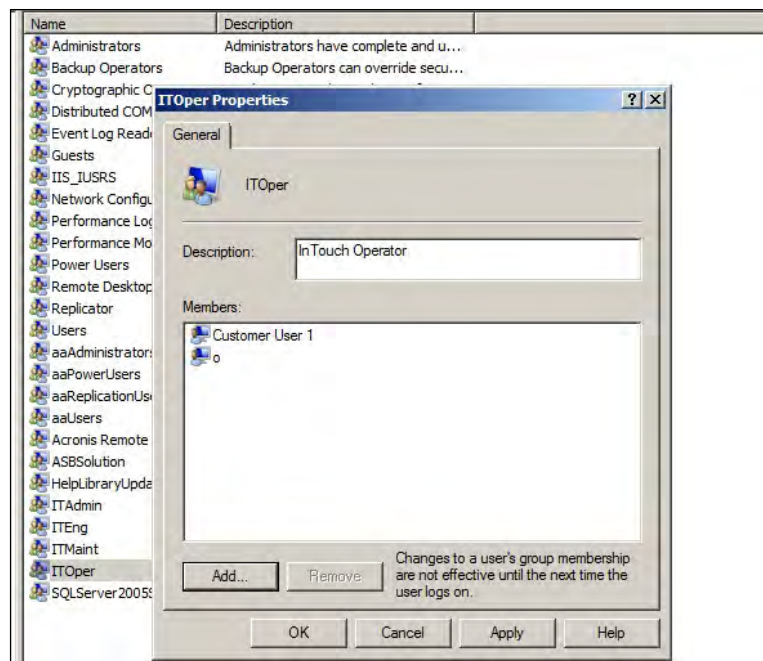 Name Description
Administrators Administrators have complete and u...
Backup Operators Backup Operators can override secu...
Cryptographic C
Distributed COM
Event Log Read
Guests
IIS_IUSRS
Network Configu
Performance Log
Performance Mo
Power Users
Remote Desktop
Replicator
Users
aaAdministrators
aaPowerUsers
aaReplicationUse
aaUsers
Acronis Remote
ASBSolution
HelpLibraryUpda
ITAdmin
ITEng
ITMaint
ITOper
SQLServer2005S
ITOper Properties
General
ITOper
Description: InTouch Operator
Members:
Customer User 1
o
Add... Remove
Changes to a user's group membership
are not effective until the next time the
user logs on.
OK Cancel Apply Help